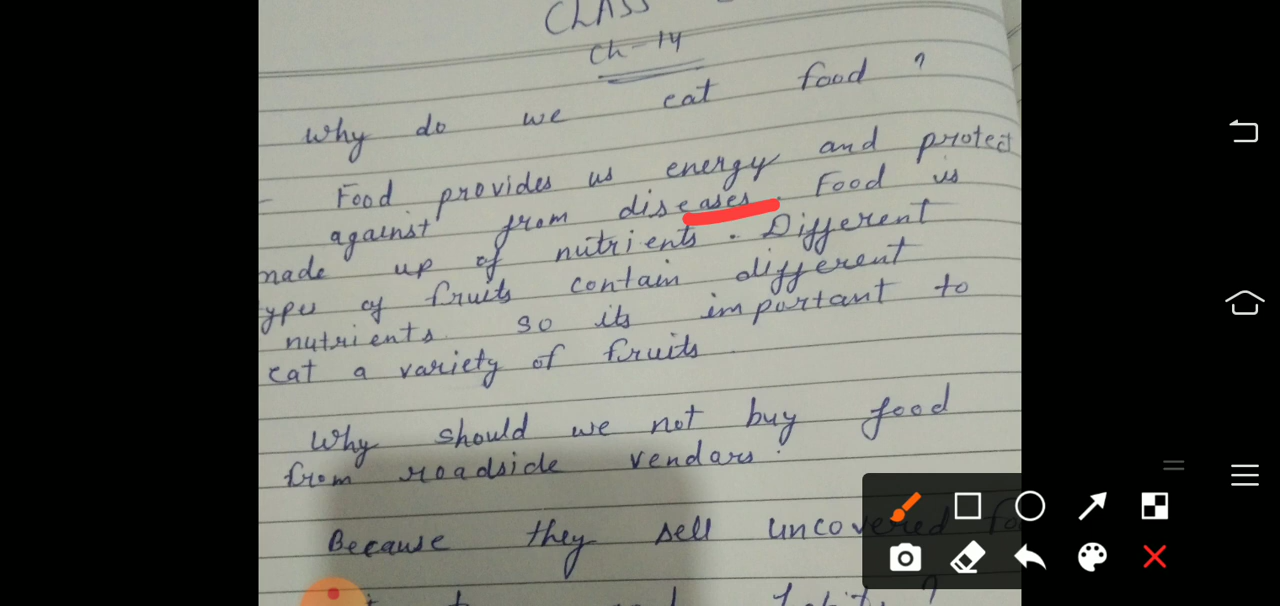 CLASS
Ch - 14
Why do we eat food ?
- Food provides us energy and protect
against from diseases. Food is
made up of nutrients. Different
type of fruits contain different
nutrients so its important to
eat a variety of fruits
Why should we not buy food
from roadside vendars.
Because they sell uncovered